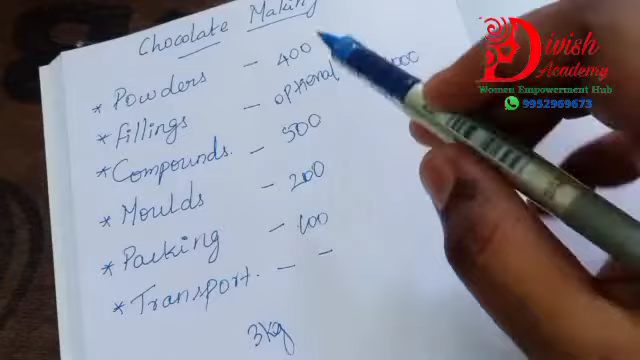 Chocolate Making
* Powders - 400
* Fillings - optional
* Compounds. - 500
* Moulds - 200
* Packing - 100
* Transport. - -
3kg
Divish
Academy
Women Empowerment Hub
9952969673